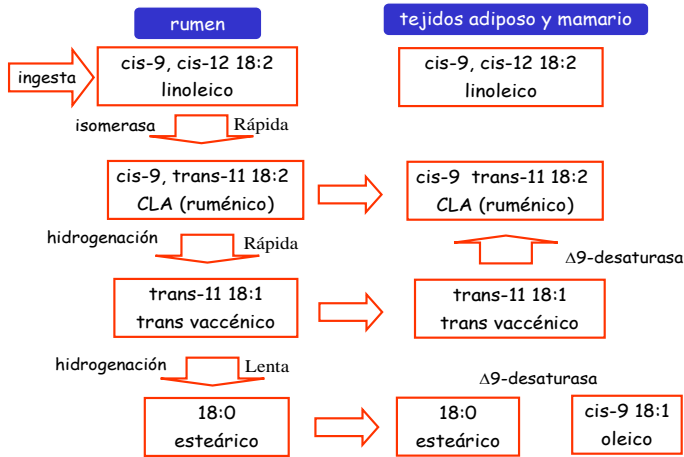 rumen
tejidos adiposo y mamario
ingesta
cis-9, cis-12 18:2
linoleico
cis-9, cis-12 18:2
linoleico
isomerasa
Rápida
cis-9, trans-11 18:2
CLA (ruménico)
cis-9 trans-11 18:2
CLA (ruménico)
hidrogenación
Rápida
Δ9-desaturasa
trans-11 18:1
trans vaccénico
trans-11 18:1
trans vaccénico
hidrogenación
Lenta
Δ9-desaturasa
18:0
esteárico
18:0
esteárico
cis-9 18:1
oleico